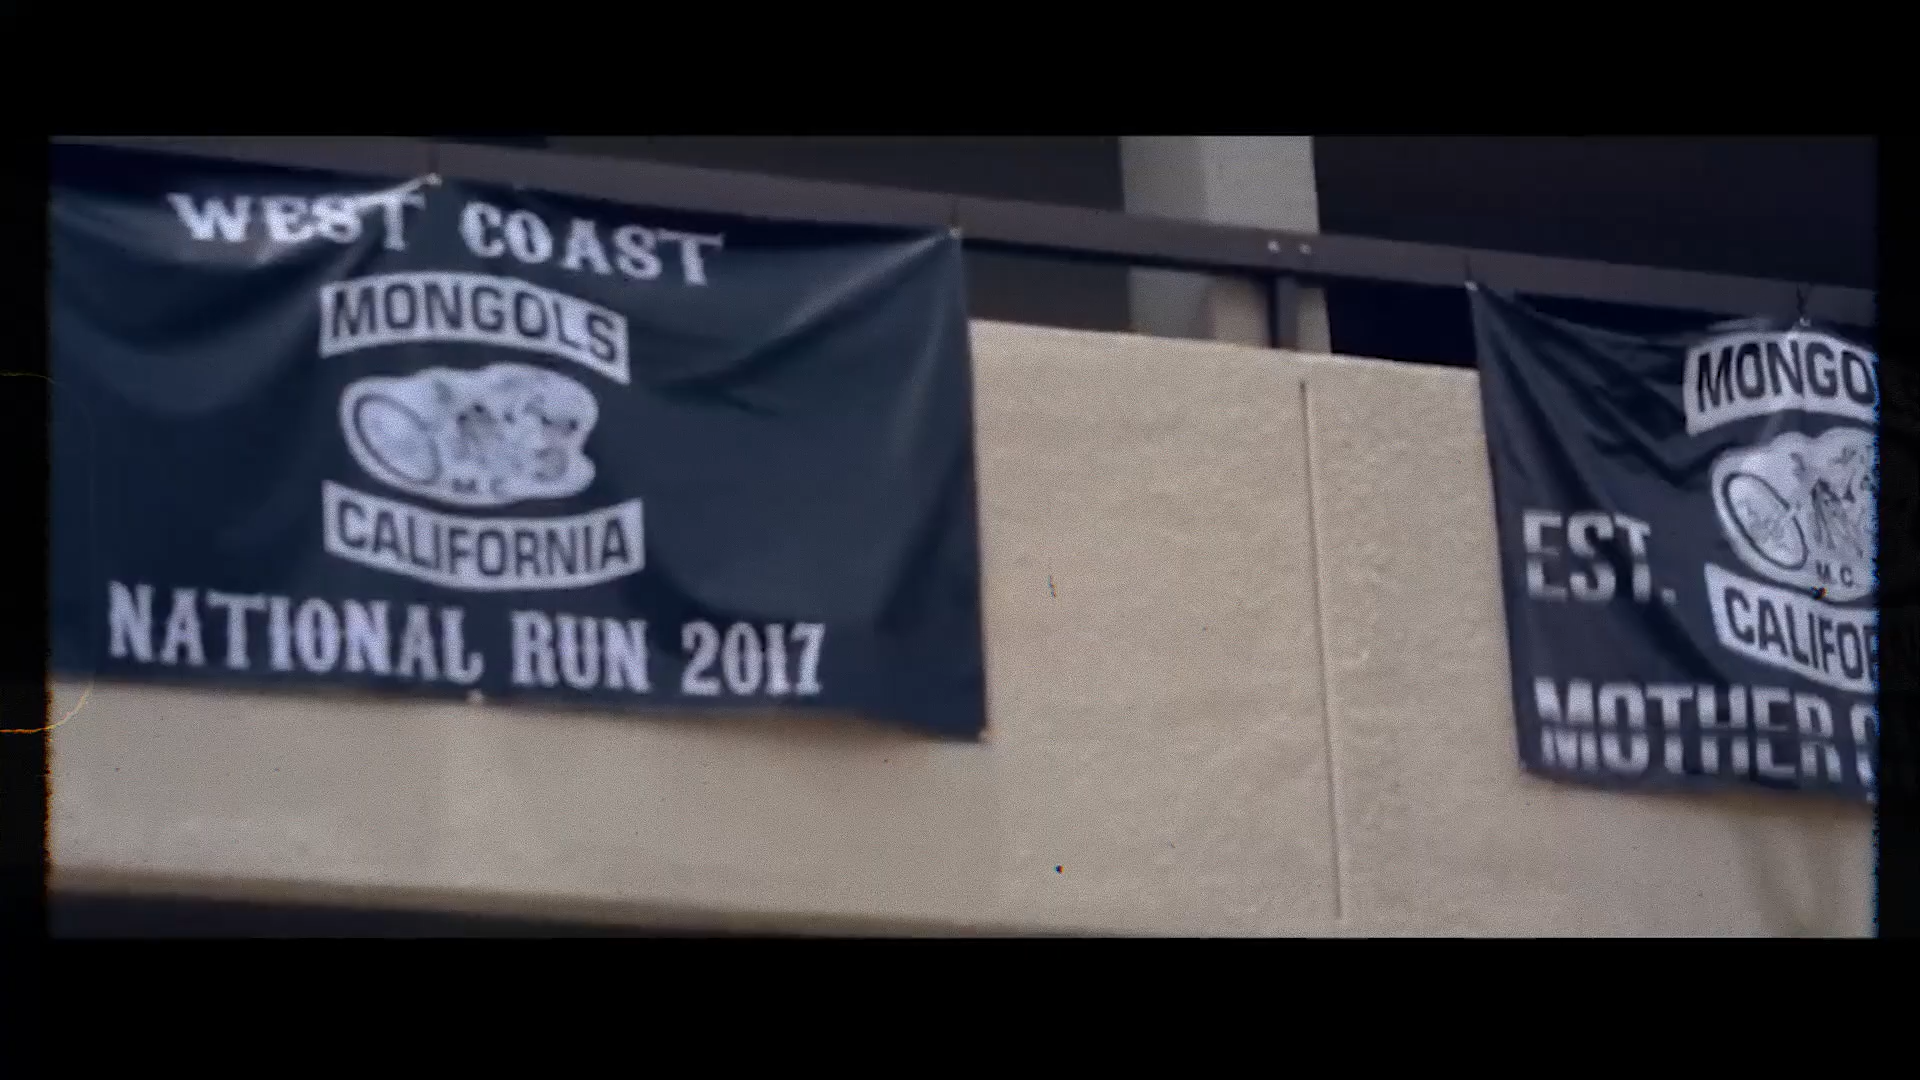 WEST COAST
MONGOLS
M.C.
CALIFORNIA
NATIONAL RUN 2017
MONGO
EST.
M.C.
CALIFO
MOTHER